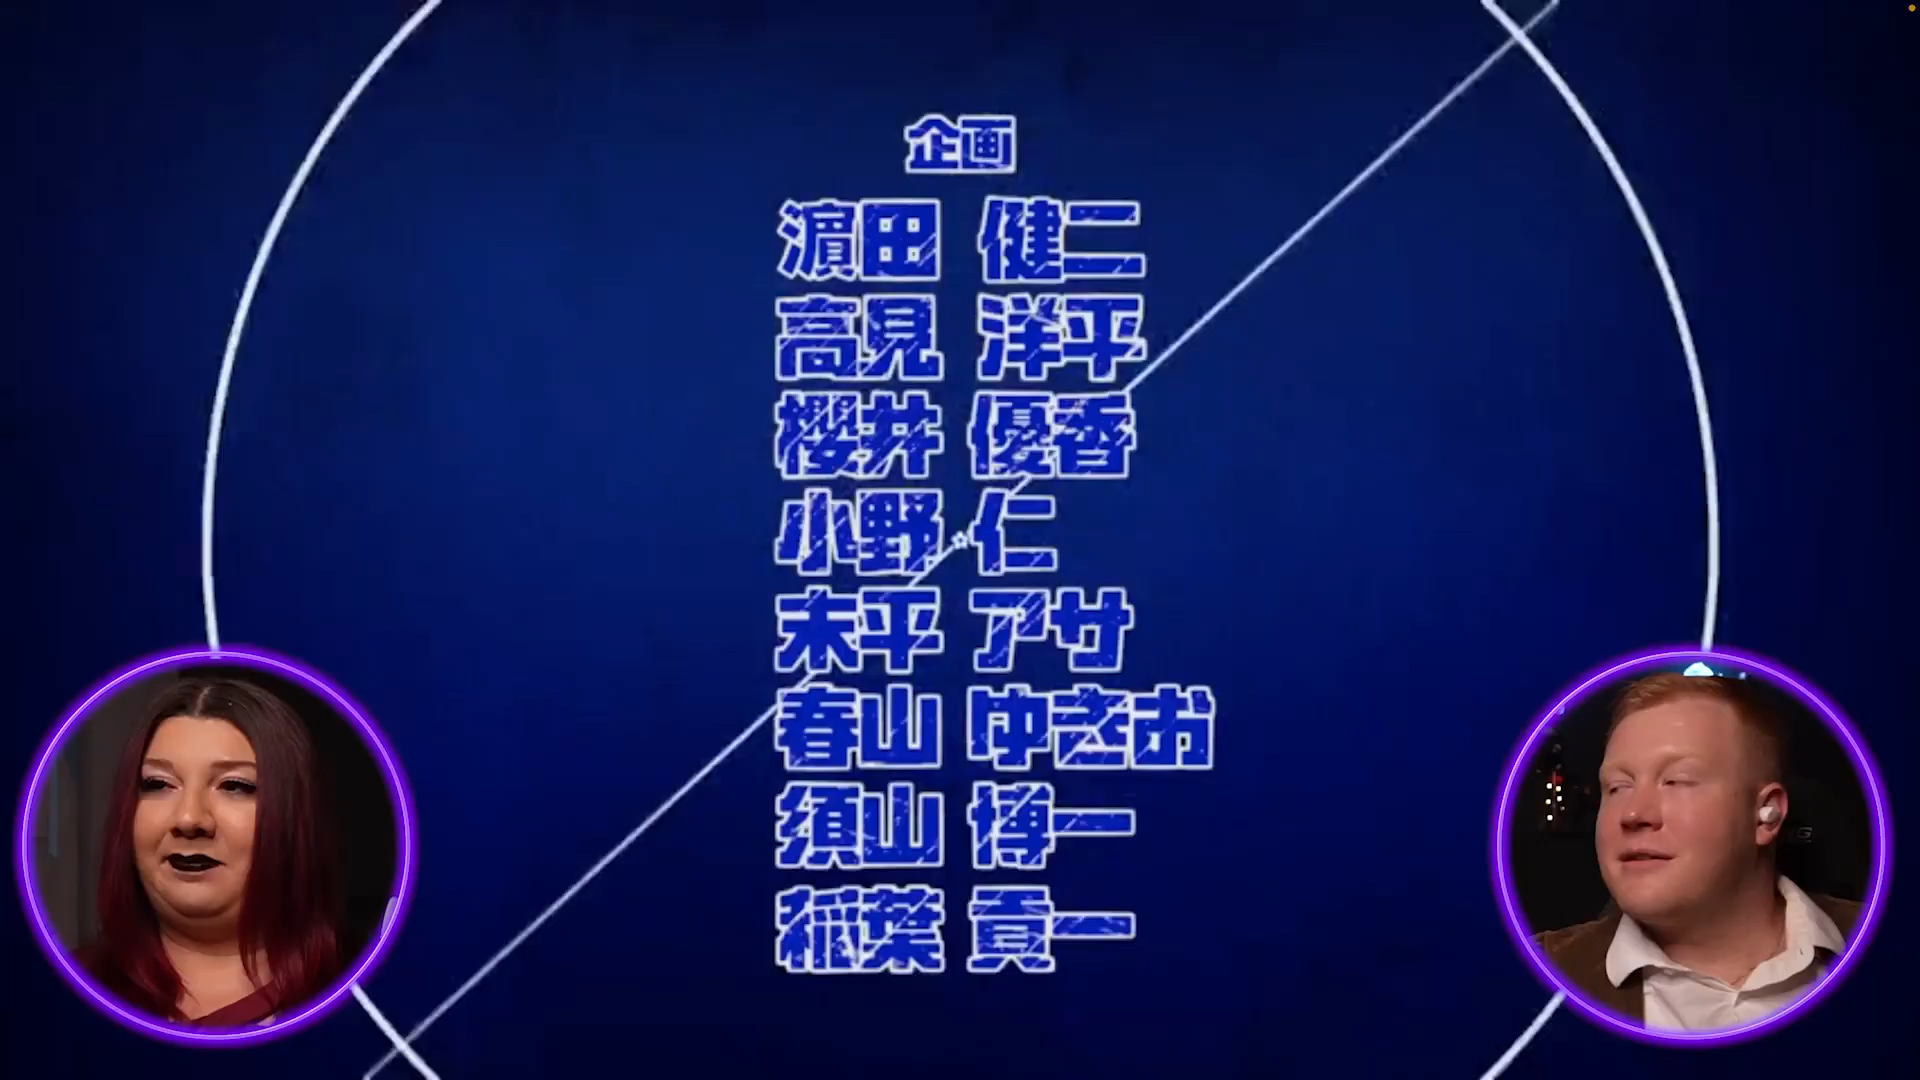 企画
濵田 健二
高見 洋平
櫻井 優香
小野 仁
末平 アサ
春山 ゆきお
須山 博一
稲葉 貢一